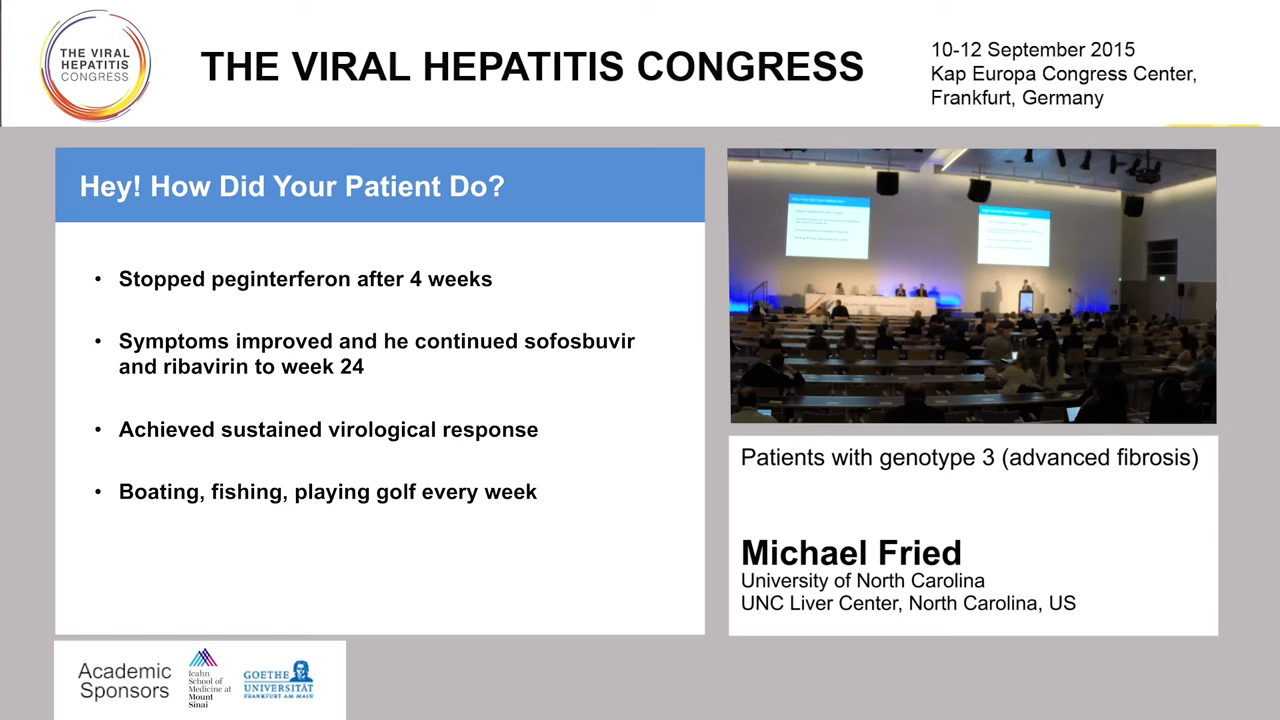 THE VIRAL
HEPATITIS
CONGRESS
THE VIRAL HEPATITIS CONGRESS
10-12 September 2015
Kap Europa Congress Center,
Frankfurt, Germany
Hey! How Did Your Patient Do?
• Stopped peginterferon after 4 weeks
• Symptoms improved and he continued sofosbuvir
and ribavirin to week 24
• Achieved sustained virological response
• Boating, fishing, playing golf every week
Patients with genotype 3 (advanced fibrosis)
Michael Fried
University of North Carolina
UNC Liver Center, North Carolina, US
Academic
Sponsors
Icahn
School of
Medicine at
Mount
Sinai
GOETHE
UNIVERSITÄT
FRANKFURT AM MAIN